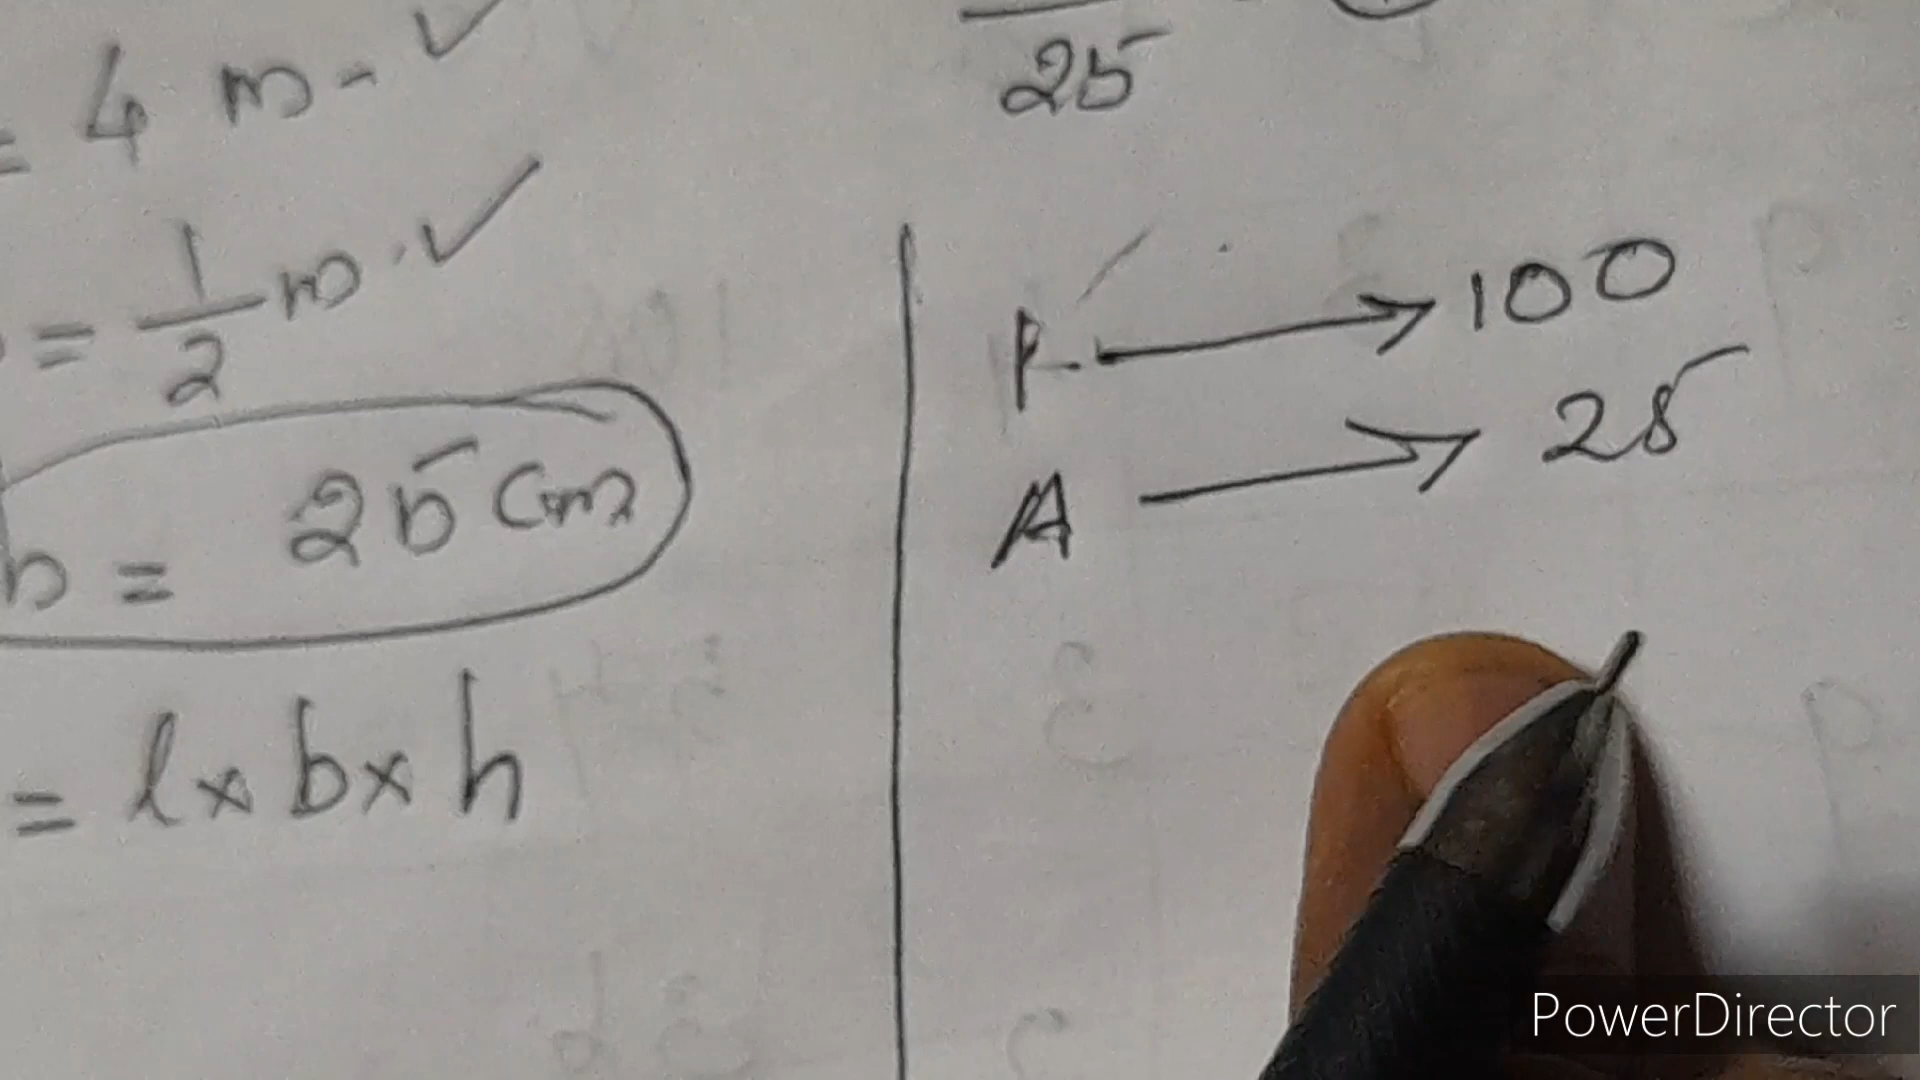 = 4 m.
= 1/2 m.
b = 25 cm
= l × b × h
25
P. → 100
A → 25
PowerDirector